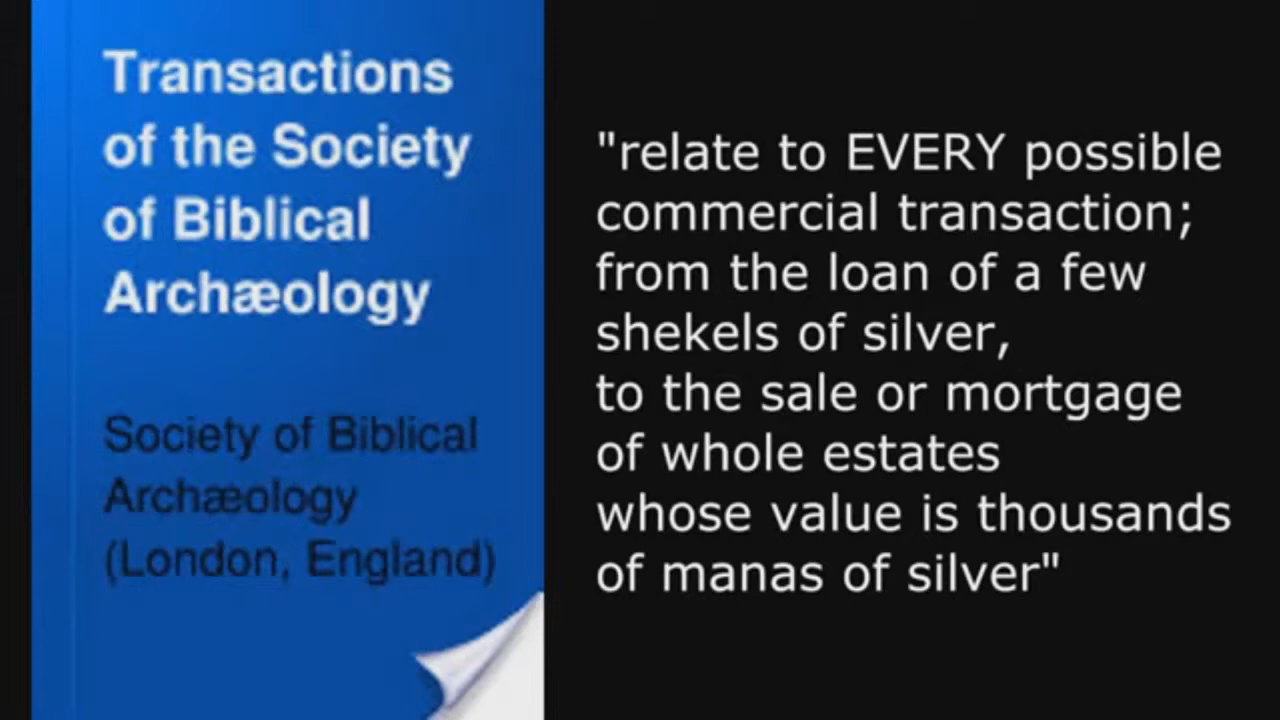 Transactions
of the Society
of Biblical
Archæology
Society of Biblical
Archæology
(London, England)
"relate to EVERY possible
commercial transaction;
from the loan of a few
shekels of silver,
to the sale or mortgage
of whole estates
whose value is thousands
of manas of silver"